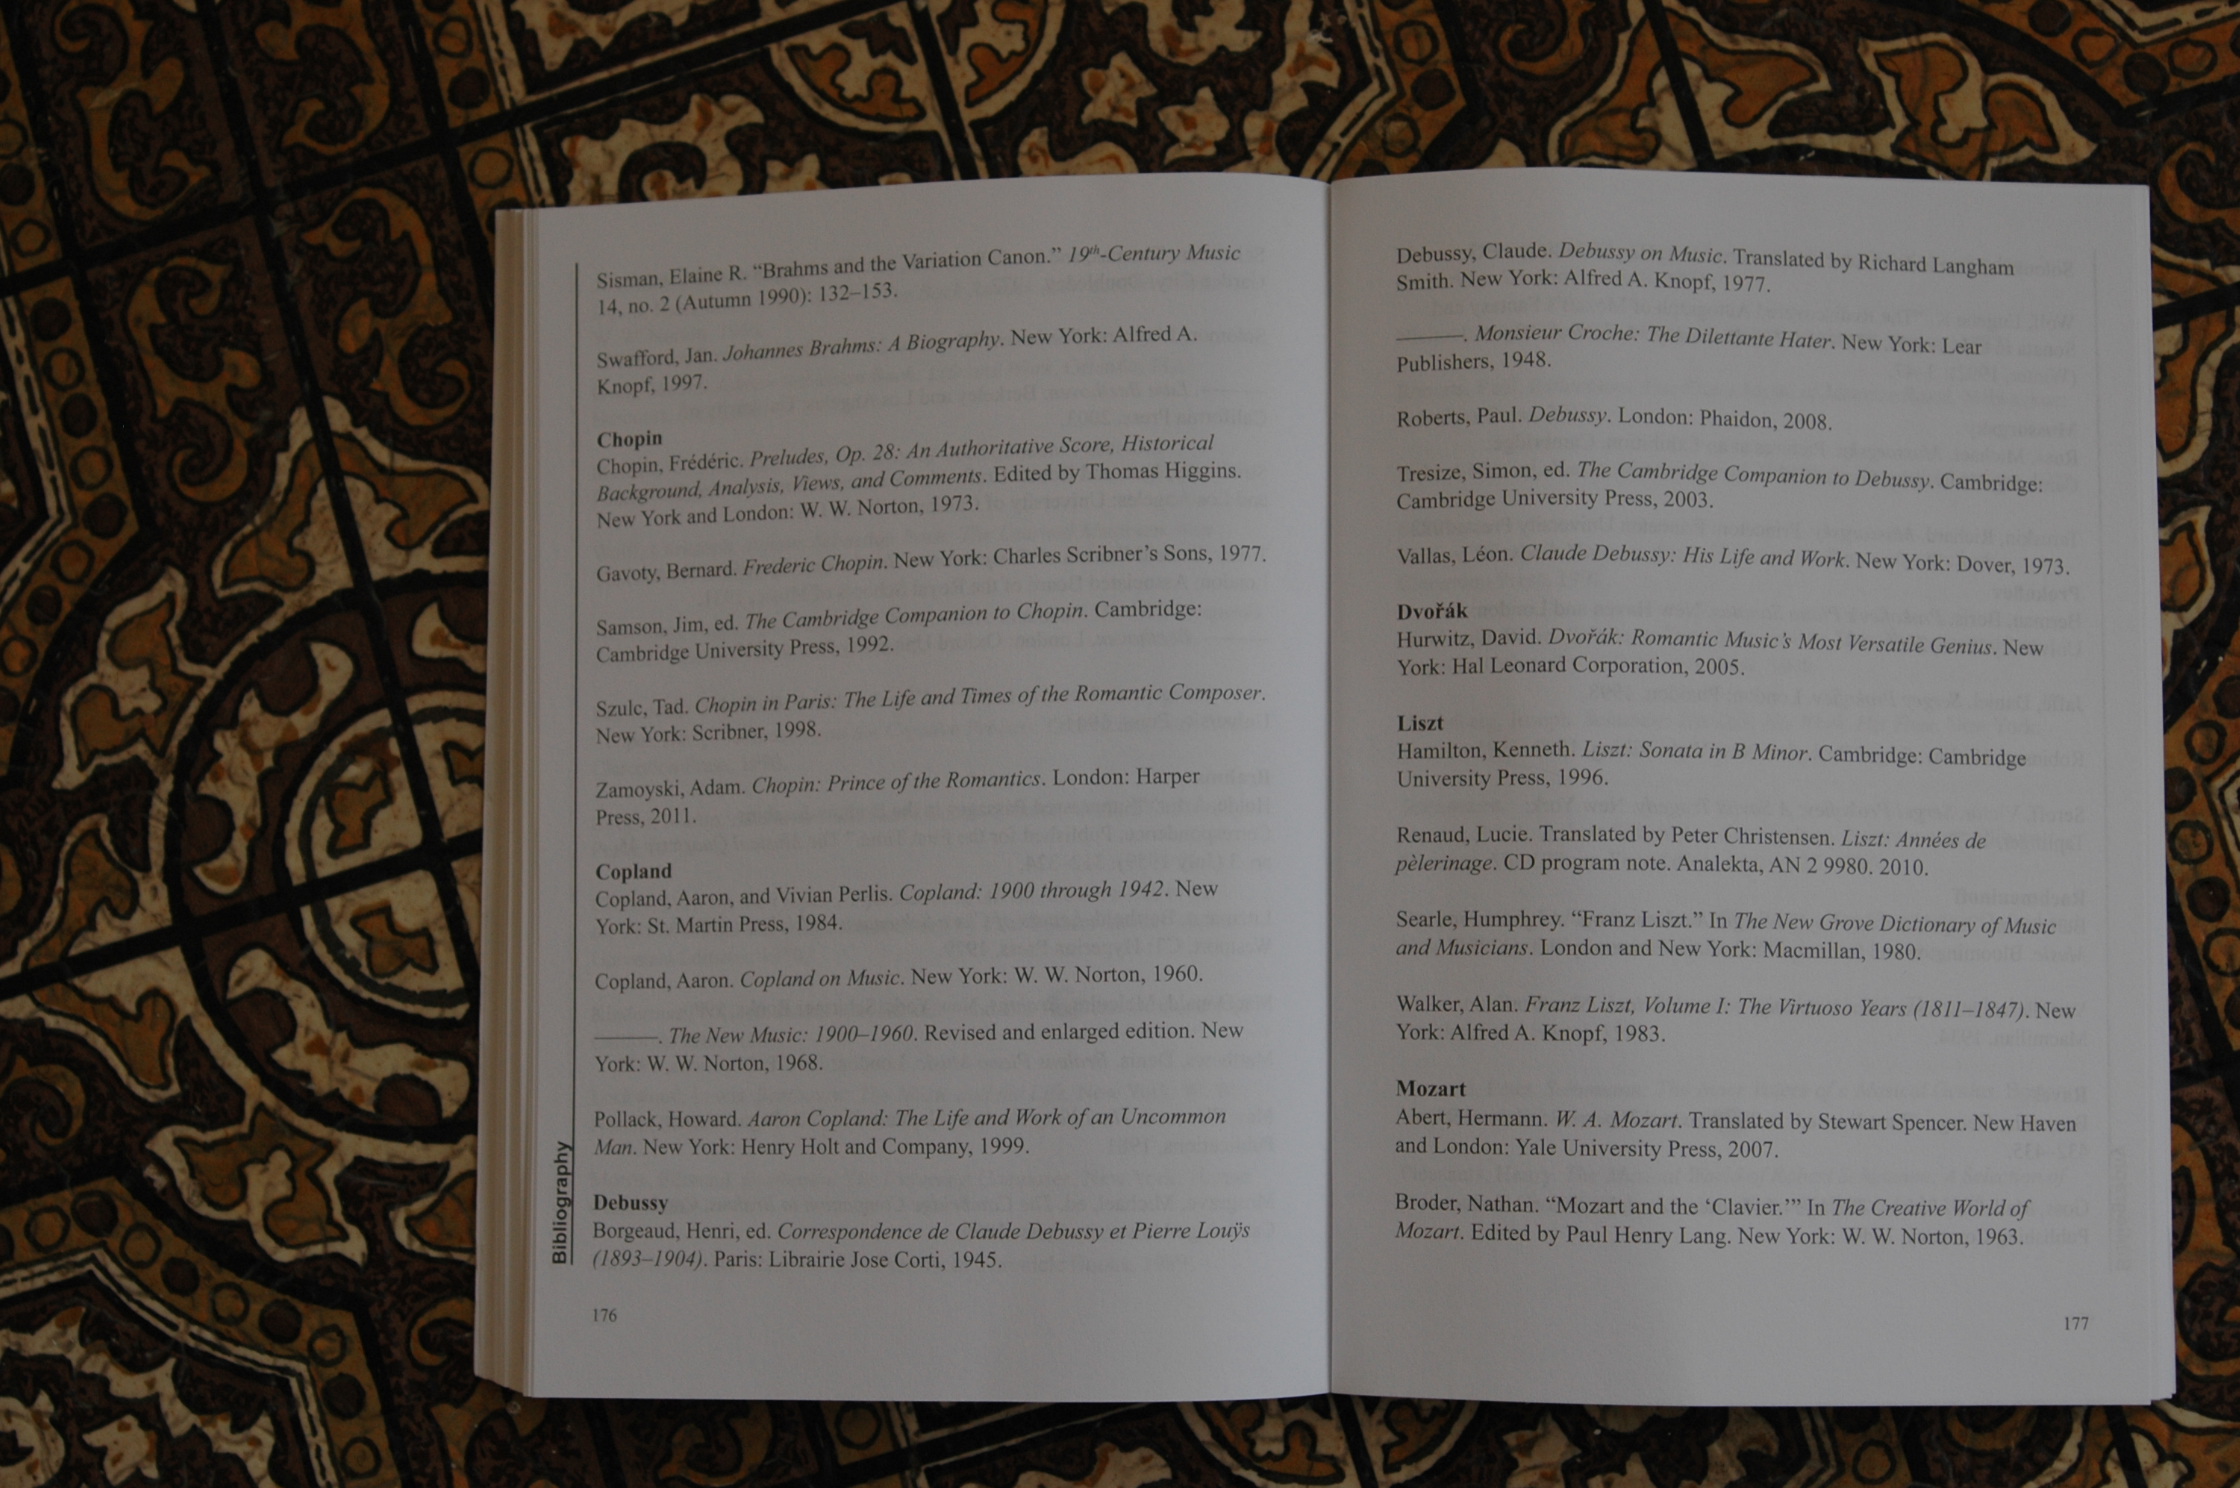 Sisman, Elaine R. “Brahms and the Variation Canon.” 19th-Century Music
14, no. 2 (Autumn 1990): 132–153.
Swafford, Jan. Johannes Brahms: A Biography. New York: Alfred A.
Knopf, 1997.
Chopin
Chopin, Frédéric. Preludes, Op. 28: An Authoritative Score, Historical
Background, Analysis, Views, and Comments. Edited by Thomas Higgins.
New York and London: W. W. Norton, 1973.
Gavoty, Bernard. Frederic Chopin. New York: Charles Scribner’s Sons, 1977.
Samson, Jim, ed. The Cambridge Companion to Chopin. Cambridge:
Cambridge University Press, 1992.
Szulc, Tad. Chopin in Paris: The Life and Times of the Romantic Composer.
New York: Scribner, 1998.
Zamoyski, Adam. Chopin: Prince of the Romantics. London: Harper
Press, 2011.
Copland
Copland, Aaron, and Vivian Perlis. Copland: 1900 through 1942. New
York: St. Martin Press, 1984.
Copland, Aaron. Copland on Music. New York: W. W. Norton, 1960.
———. The New Music: 1900–1960. Revised and enlarged edition. New
York: W. W. Norton, 1968.
Pollack, Howard. Aaron Copland: The Life and Work of an Uncommon
Man. New York: Henry Holt and Company, 1999.
Debussy
Borgeaud, Henri, ed. Correspondence de Claude Debussy et Pierre Louÿs
(1893–1904). Paris: Librairie Jose Corti, 1945.
176
Bibliography
Debussy, Claude. Debussy on Music. Translated by Richard Langham
Smith. New York: Alfred A. Knopf, 1977.
———. Monsieur Croche: The Dilettante Hater. New York: Lear
Publishers, 1948.
Roberts, Paul. Debussy. London: Phaidon, 2008.
Tresize, Simon, ed. The Cambridge Companion to Debussy. Cambridge:
Cambridge University Press, 2003.
Vallas, Léon. Claude Debussy: His Life and Work. New York: Dover, 1973.
Dvořák
Hurwitz, David. Dvořák: Romantic Music’s Most Versatile Genius. New
York: Hal Leonard Corporation, 2005.
Liszt
Hamilton, Kenneth. Liszt: Sonata in B Minor. Cambridge: Cambridge
University Press, 1996.
Renaud, Lucie. Translated by Peter Christensen. Liszt: Années de
pèlerinage. CD program note. Analekta, AN 2 9980. 2010.
Searle, Humphrey. “Franz Liszt.” In The New Grove Dictionary of Music
and Musicians. London and New York: Macmillan, 1980.
Walker, Alan. Franz Liszt, Volume I: The Virtuoso Years (1811–1847). New
York: Alfred A. Knopf, 1983.
Mozart
Abert, Hermann. W. A. Mozart. Translated by Stewart Spencer. New Haven
and London: Yale University Press, 2007.
Broder, Nathan. “Mozart and the ‘Clavier.’” In The Creative World of
Mozart. Edited by Paul Henry Lang. New York: W. W. Norton, 1963.
177